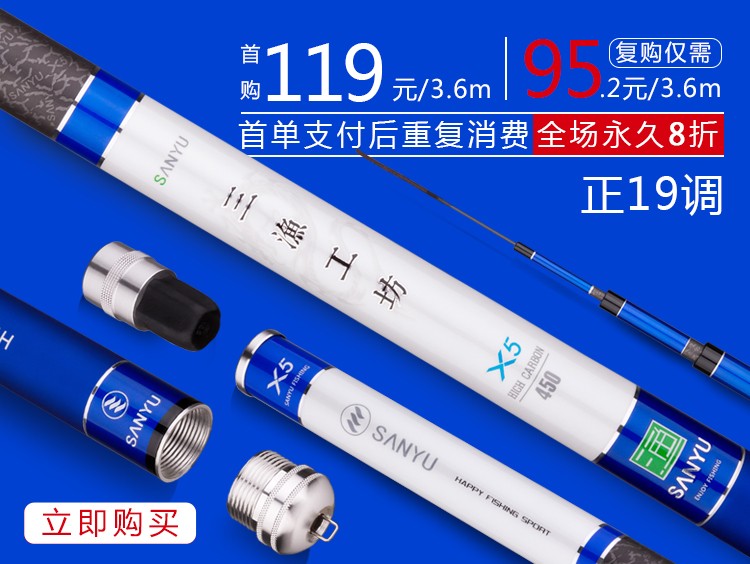 首购119元/3.6m
95.2元/3.6m
复购仅需
首单支付后重复消费 全场永久8折
正19调
SANYU
SANYU
三漁工坊
X5
HIGH CARBON
450
SANYU
ENJOY FISHING
SANYU
X5
SANYU FISHING
SANYU
HAPPY FISHING SPORT
立即购买